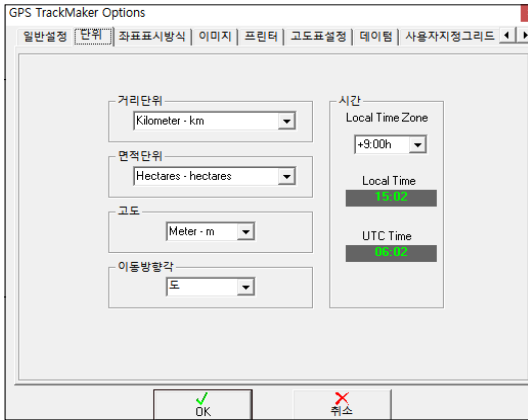 GPS TrackMaker Options
일반설정 단위 좌표표시방식 이미지 프린터 고도표설정 데이텀 사용자지정그리드
거리단위
Kilometer - km
면적단위
Hectares - hectares
고도
Meter - m
이동방향각
도
시간
Local Time Zone
+9:00h
Local Time
15:02
UTC Time
06:02
OK
취소